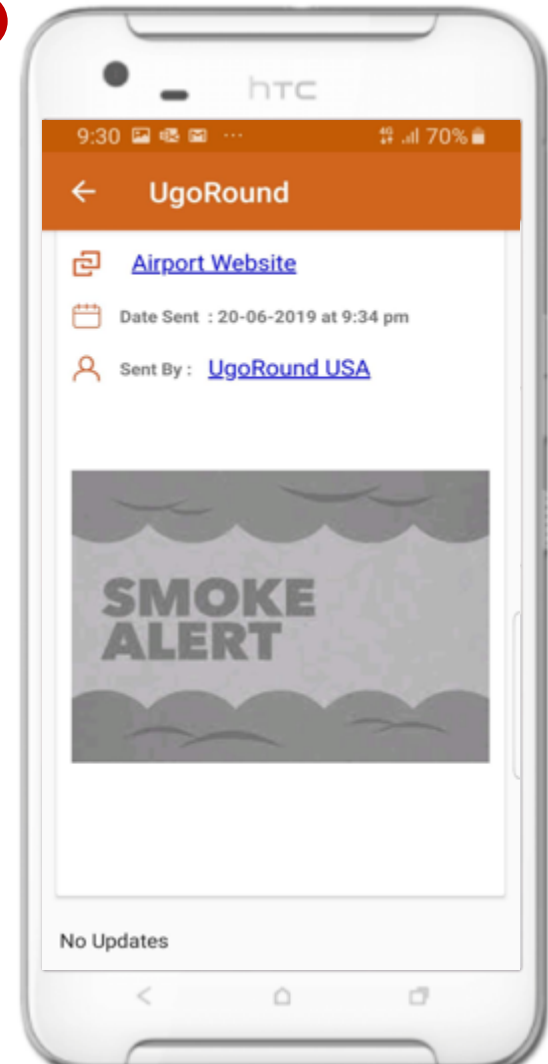 hTC
9:30 ... 4G 70%
UgoRound
Airport Website
Date Sent : 20-06-2019 at 9:34 pm
Sent By : UgoRound USA
SMOKE
ALERT
No Updates